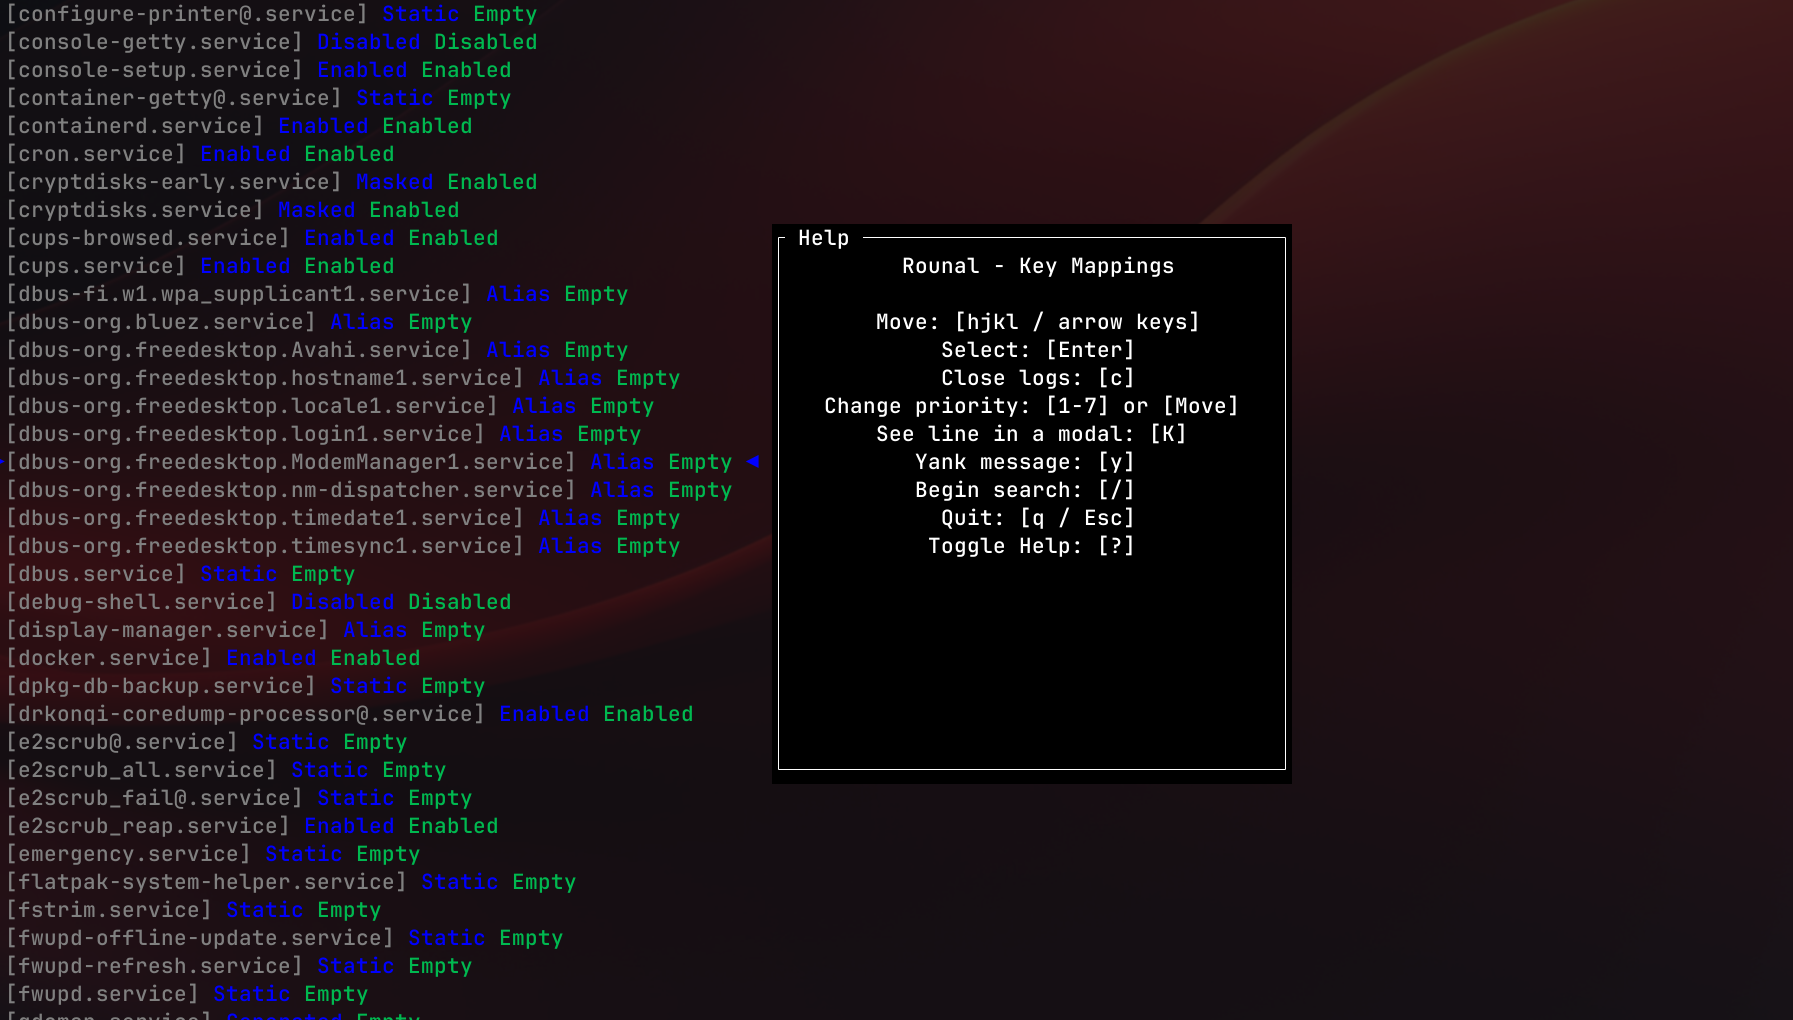 [configure-printer@.service] Static Empty
[console-getty.service] Disabled Disabled
[console-setup.service] Enabled Enabled
[container-getty@.service] Static Empty
[containerd.service] Enabled Enabled
[cron.service] Enabled Enabled
[cryptdisks-early.service] Masked Enabled
[cryptdisks.service] Masked Enabled
[cups-browsed.service] Enabled Enabled
[cups.service] Enabled Enabled
[dbus-fi.w1.wpa_supplicant1.service] Alias Empty
[dbus-org.bluez.service] Alias Empty
[dbus-org.freedesktop.Avahi.service] Alias Empty
[dbus-org.freedesktop.hostname1.service] Alias Empty
[dbus-org.freedesktop.locale1.service] Alias Empty
[dbus-org.freedesktop.login1.service] Alias Empty
[dbus-org.freedesktop.ModemManager1.service] Alias Empty ◀
[dbus-org.freedesktop.nm-dispatcher.service] Alias Empty
[dbus-org.freedesktop.timedate1.service] Alias Empty
[dbus-org.freedesktop.timesync1.service] Alias Empty
[dbus.service] Static Empty
[debug-shell.service] Disabled Disabled
[display-manager.service] Alias Empty
[docker.service] Enabled Enabled
[dpkg-db-backup.service] Static Empty
[drkonqi-coredump-processor@.service] Enabled Enabled
[e2scrub@.service] Static Empty
[e2scrub_all.service] Static Empty
[e2scrub_fail@.service] Static Empty
[e2scrub_reap.service] Enabled Enabled
[emergency.service] Static Empty
[flatpak-system-helper.service] Static Empty
[fstrim.service] Static Empty
[fwupd-offline-update.service] Static Empty
[fwupd-refresh.service] Static Empty
[fwupd.service] Static Empty
Help
Rounal - Key Mappings
Move: [hjkl / arrow keys]
Select: [Enter]
Close logs: [c]
Change priority: [1-7] or [Move]
See line in a modal: [K]
Yank message: [y]
Begin search: [/]
Quit: [q / Esc]
Toggle Help: [?]